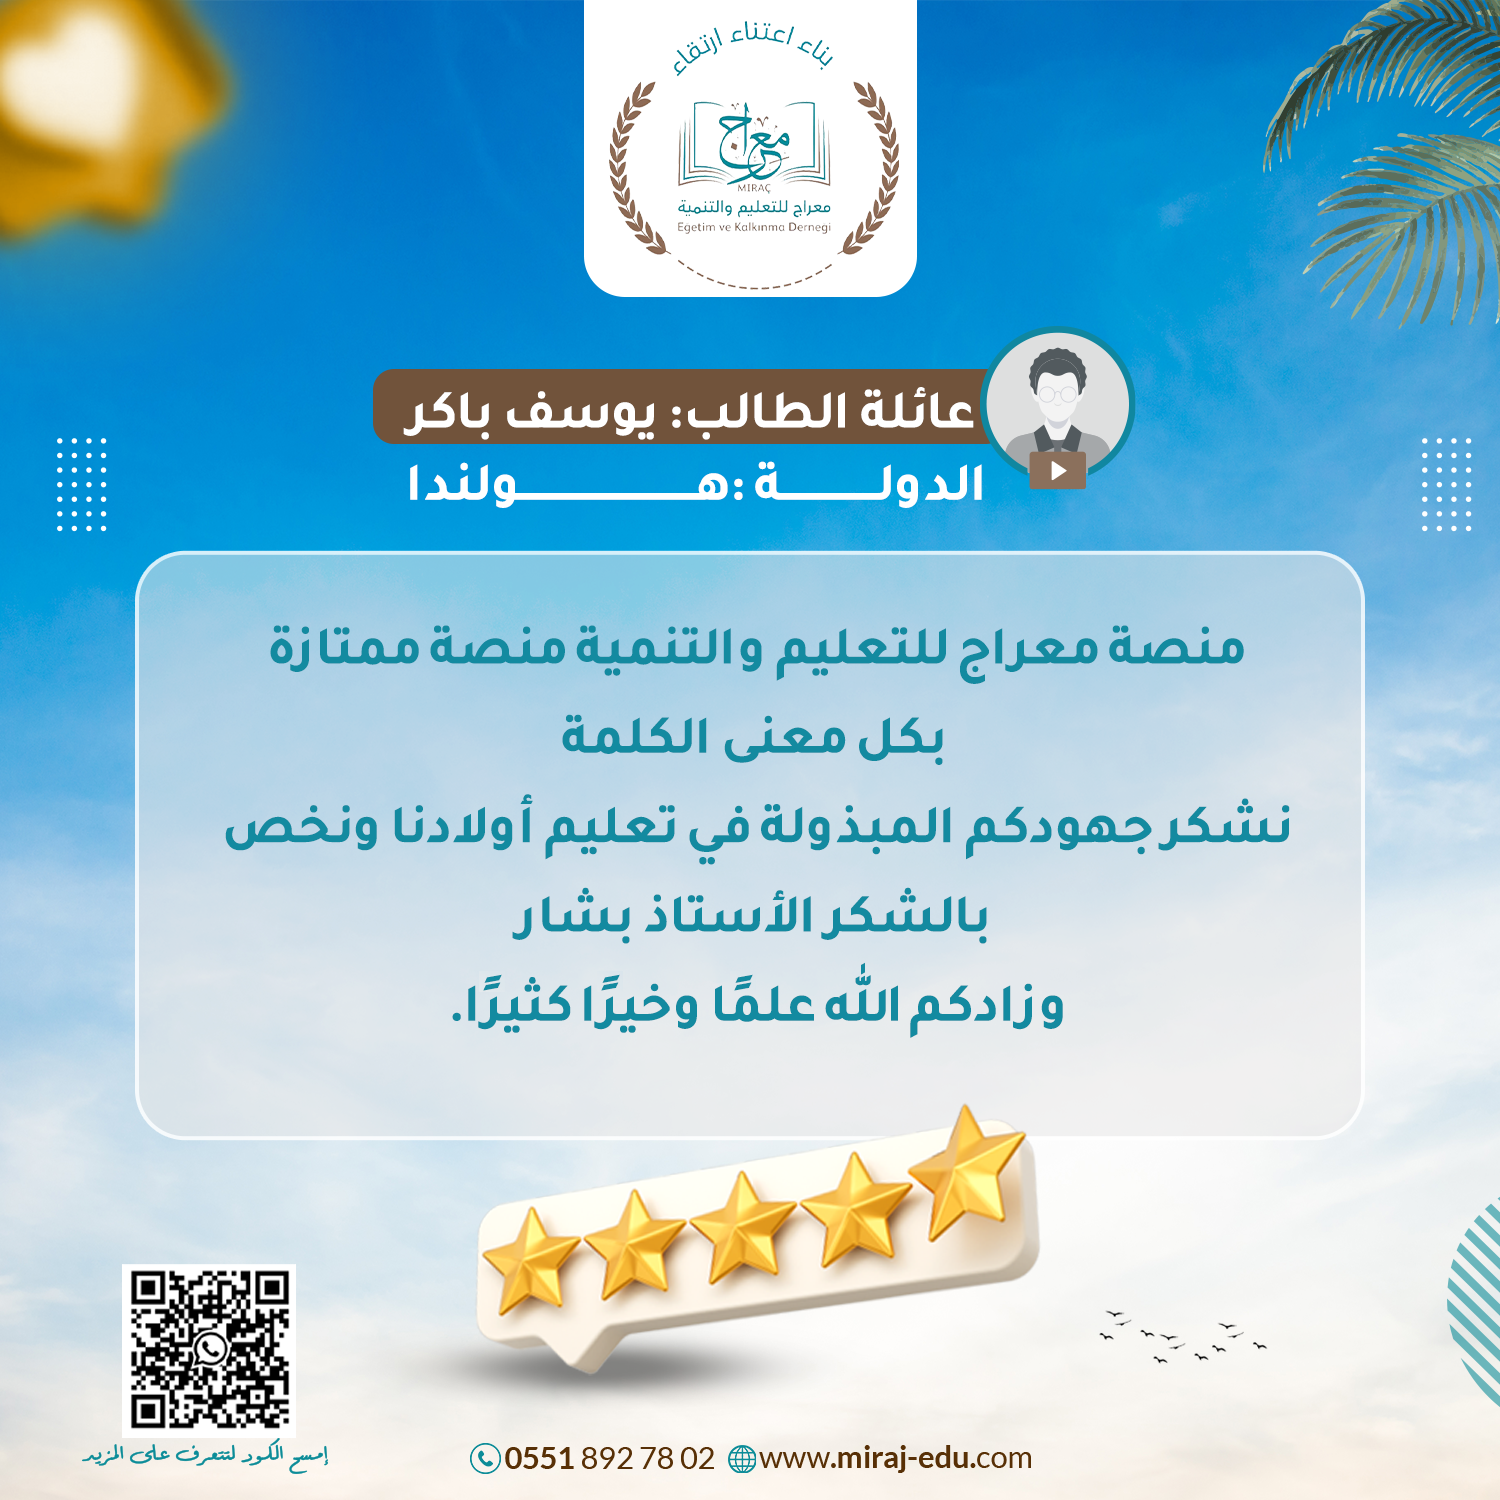 بناء اعتناء ارتقاء
معراج
MIRAÇ
معراج للتعليم والتنمية
Egetim ve Kalkınma Dernegi
عائلة الطالب: يوسف باكر
الدولـــــة :هـــــــــولندا
منصة معراج للتعليم والتنمية منصة ممتازة
بكل معنى الكلمة
نشكر جهودكم المبذولة في تعليم أولادنا ونخص
بالشكر الأستاذ بشار
وزادكم الله علمًا وخيرًا كثيرًا.
إمسح الكود لتتعرف على المزيد
0551 892 78 02 www.miraj-edu.com